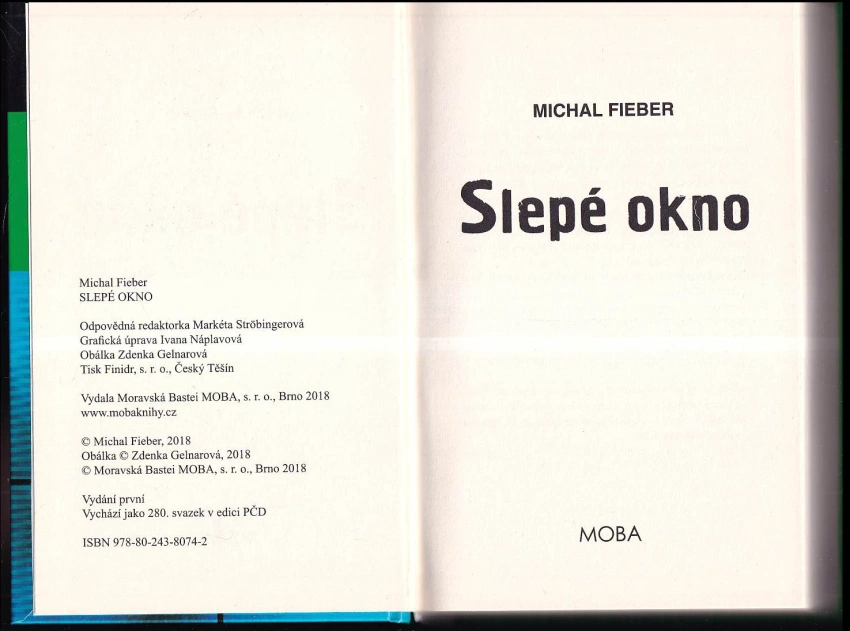 Michal Fieber
SLEPÉ OKNO
Odpovědná redaktorka Markéta Ströbingerová
Grafická úprava Ivana Náplavová
Obálka Zdenka Gelnarová
Tisk Finidr, s. r. o., Český Těšín
Vydala Moravská Bastei MOBA, s. r. o., Brno 2018
www.mobaknihy.cz
© Michal Fieber, 2018
Obálka © Zdenka Gelnarová, 2018
© Moravská Bastei MOBA, s. r. o., Brno 2018
Vydání první
Vychází jako 280. svazek v edici PČD
ISBN 978-80-243-8074-2
MICHAL FIEBER
Slepé okno
MOBA